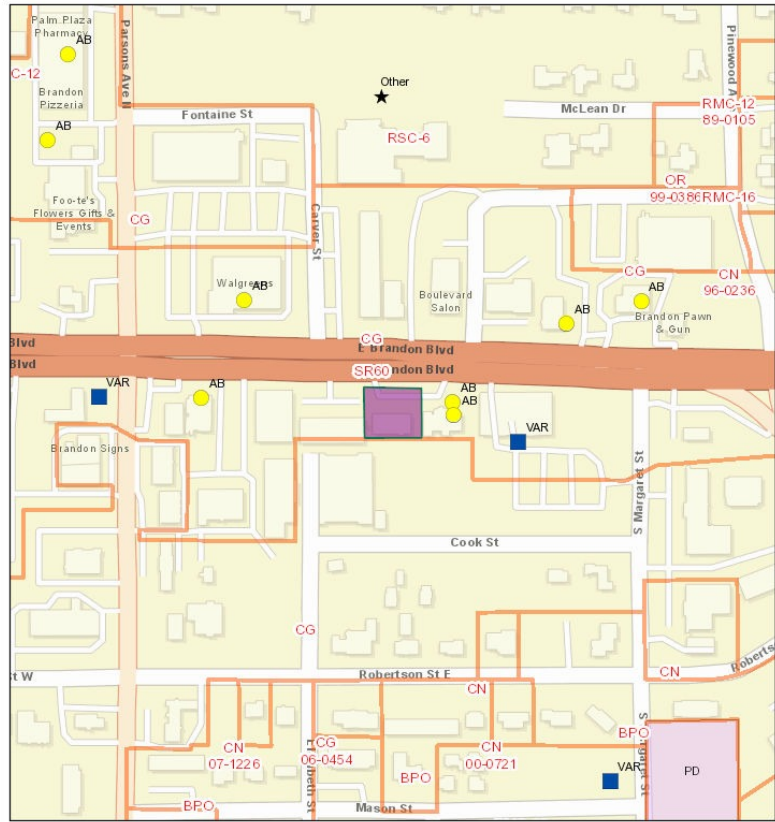 Palm Plaza
Pharmacy
AB
C-12
Brandon
Pizzeria
AB
Foo-te's
Flowers Gifts &
Events
Parsons Ave N
Fontaine St
CG
Carver St
Other
RSC-6
McLean Dr
RMC-12
89-0105
OR
99-0386
RMC-16
CG
CN
96-0236
Walgreens
AB
Boulevard
Salon
AB
AB
Brandon Pawn
& Gun
Blvd
CG
E Brandon Blvd
Blvd
SR60
ndon Blvd
VAR
AB
AB
AB
VAR
Brandon Signs
S Margaret St
Cook St
CG
St W
Robertson St E
CN
CN
Roberts
CN
07-1226
CG
06-0454
BPO
CN
00-0721
BPO
VAR
PD
BPO
Mason St